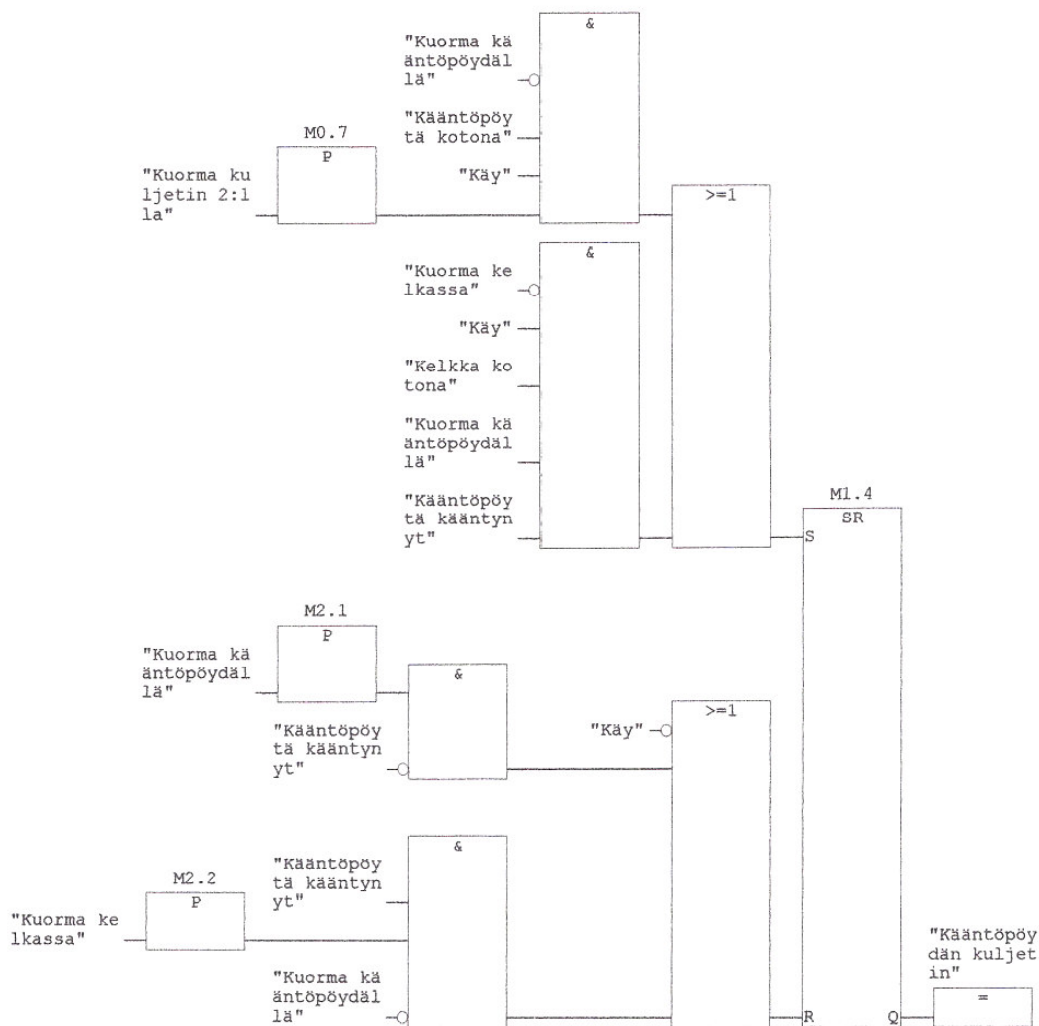 &
"Kuorma kä
äntöpöydäl
lä"
"Kääntöpöy
tä kotona"
"Käy"
M0.7
P
"Kuorma ku
ljetin 2:l
la"
>=1
&
"Kuorma ke
lkassa"
"Käy"
"Kelkka ko
tona"
"Kuorma kä
äntöpöydäl
lä"
"Kääntöpöy
tä kääntyn
yt"
M1.4
SR
S
M2.1
P
"Kuorma kä
äntöpöydäl
lä"
&
"Kääntöpöy
tä kääntyn
yt"
"Käy"
>=1
&
"Kääntöpöy
tä kääntyn
yt"
M2.2
P
"Kuorma ke
lkassa"
"Kuorma kä
äntöpöydäl
lä"
R
Q
"Kääntöpöy
dän kuljet
in"
=